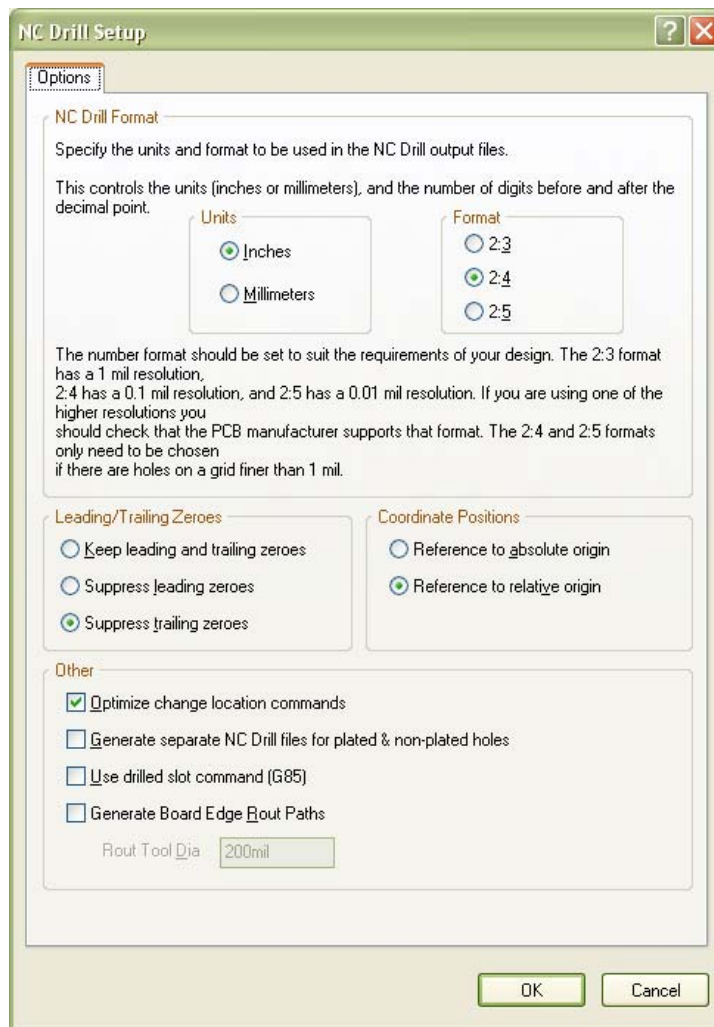 NC Drill Setup
Options
NC Drill Format
Specify the units and format to be used in the NC Drill output files.
This controls the units (inches or millimeters), and the number of digits before and after the
decimal point.
Units
Inches
Millimeters
Format
2:3
2:4
2:5
The number format should be set to suit the requirements of your design. The 2:3 format
has a 1 mil resolution,
2:4 has a 0.1 mil resolution, and 2:5 has a 0.01 mil resolution. If you are using one of the
higher resolutions you
should check that the PCB manufacturer supports that format. The 2:4 and 2:5 formats
only need to be chosen
if there are holes on a grid finer than 1 mil.
Leading/Trailing Zeroes
Keep leading and trailing zeroes
Suppress leading zeroes
Suppress trailing zeroes
Coordinate Positions
Reference to absolute origin
Reference to relative origin
Other
Optimize change location commands
Generate separate NC Drill files for plated & non-plated holes
Use drilled slot command (G85)
Generate Board Edge Rout Paths
Rout Tool Dia 200mil
OK Cancel